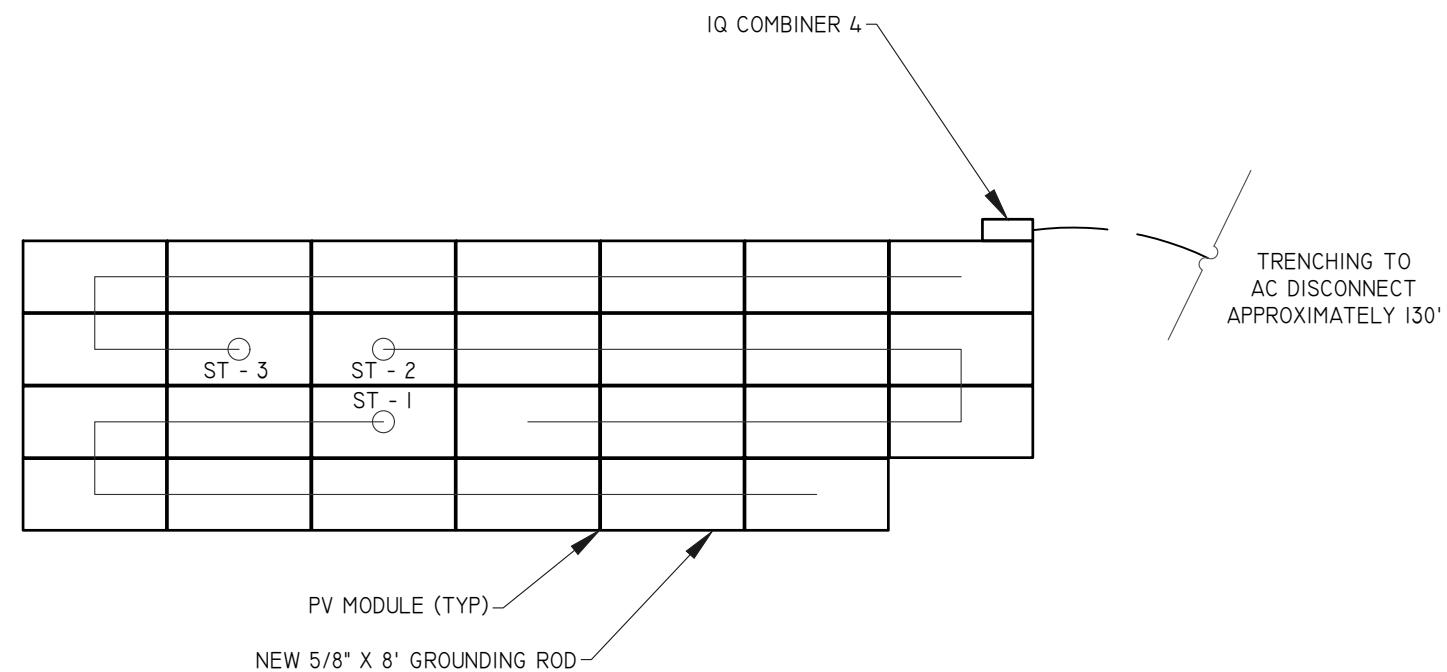 IQ COMBINER 4
TRENCHING TO
AC DISCONNECT
APPROXIMATELY 130'
ST - 3
ST - 2
ST - 1
PV MODULE (TYP)
NEW 5/8" X 8' GROUNDING ROD